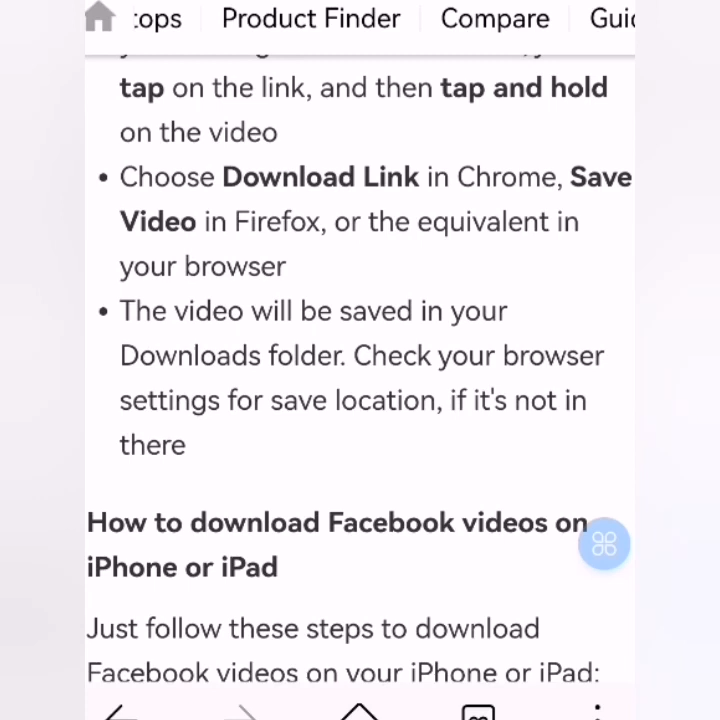 tops Product Finder Compare Guid
tap on the link, and then tap and hold
on the video
• Choose Download Link in Chrome, Save
Video in Firefox, or the equivalent in
your browser
• The video will be saved in your
Downloads folder. Check your browser
settings for save location, if it's not in
there
How to download Facebook videos on
iPhone or iPad
Just follow these steps to download
Facebook videos on your iPhone or iPad: